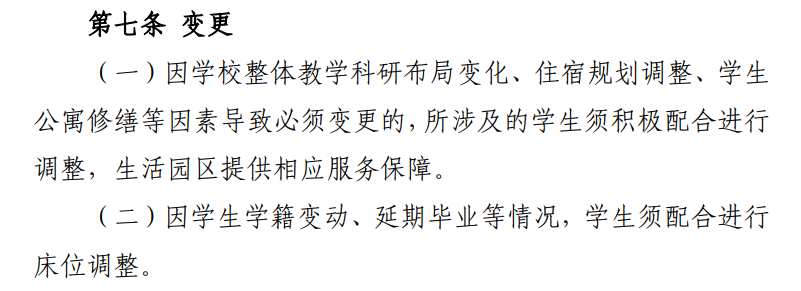 第七条 变更
（一）因学校整体教学科研布局变化、住宿规划调整、学生
公寓修缮等因素导致必须变更的，所涉及的学生须积极配合进行
调整，生活园区提供相应服务保障。
（二）因学生学籍变动、延期毕业等情况，学生须配合进行
床位调整。